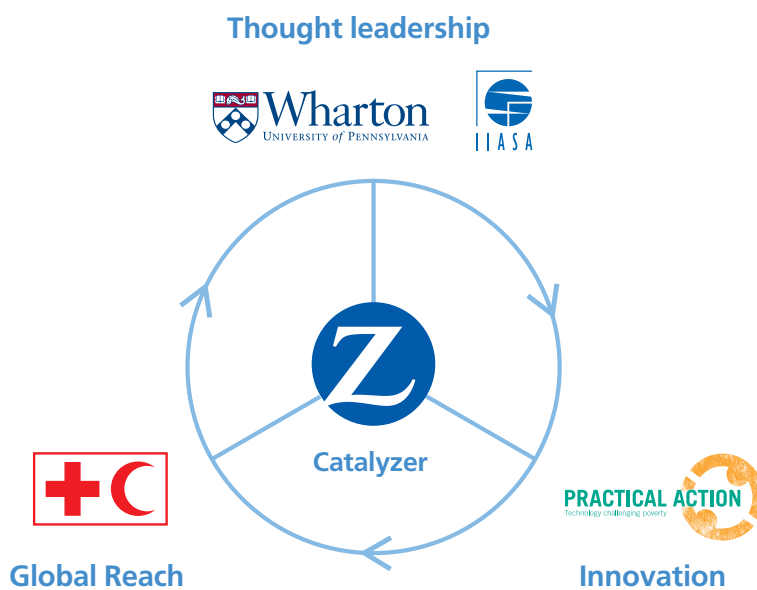 Thought leadership
Wharton
UNIVERSITY of PENNSYLVANIA
IIASA
Z
Catalyzer
PRACTICAL ACTION
Technology challenging poverty
Global Reach
Innovation